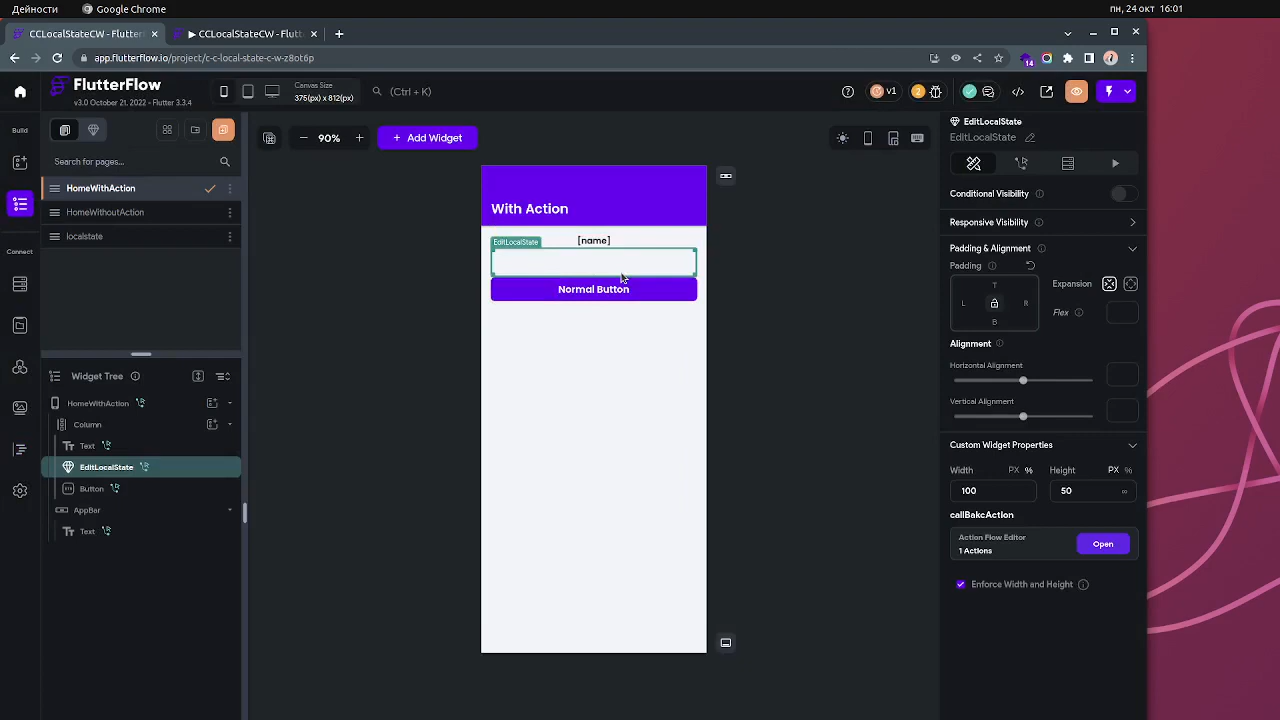 Дейности
Google Chrome
пн, 24 окт 16:01
CCLocalStateCW - Flutter
▶ CCLocalStateCW - Flutt
app.flutterflow.io/project/c-c-local-state-c-w-z8ot6p
14
FlutterFlow
v3.0 October 21, 2022 - Flutter 3.3.4
Canvas Size
375(px) x 812(px)
(Ctrl + K)
v1
2
Build
Search for pages...
HomeWithAction
HomeWithoutAction
localstate
Connect
90%
+ Add Widget
With Action
[name]
EditLocalState
Normal Button
Widget Tree
HomeWithAction
Column
Text
EditLocalState
Button
AppBar
Text
EditLocalState
EditLocalState
Conditional Visibility
Responsive Visibility
Padding & Alignment
Padding
Expansion
T
L
R
B
Flex
Alignment
Horizontal Alignment
Vertical Alignment
Custom Widget Properties
Width PX %
Height PX %
100
50 ∞
callBakcAction
Action Flow Editor
1 Actions
Open
Enforce Width and Height